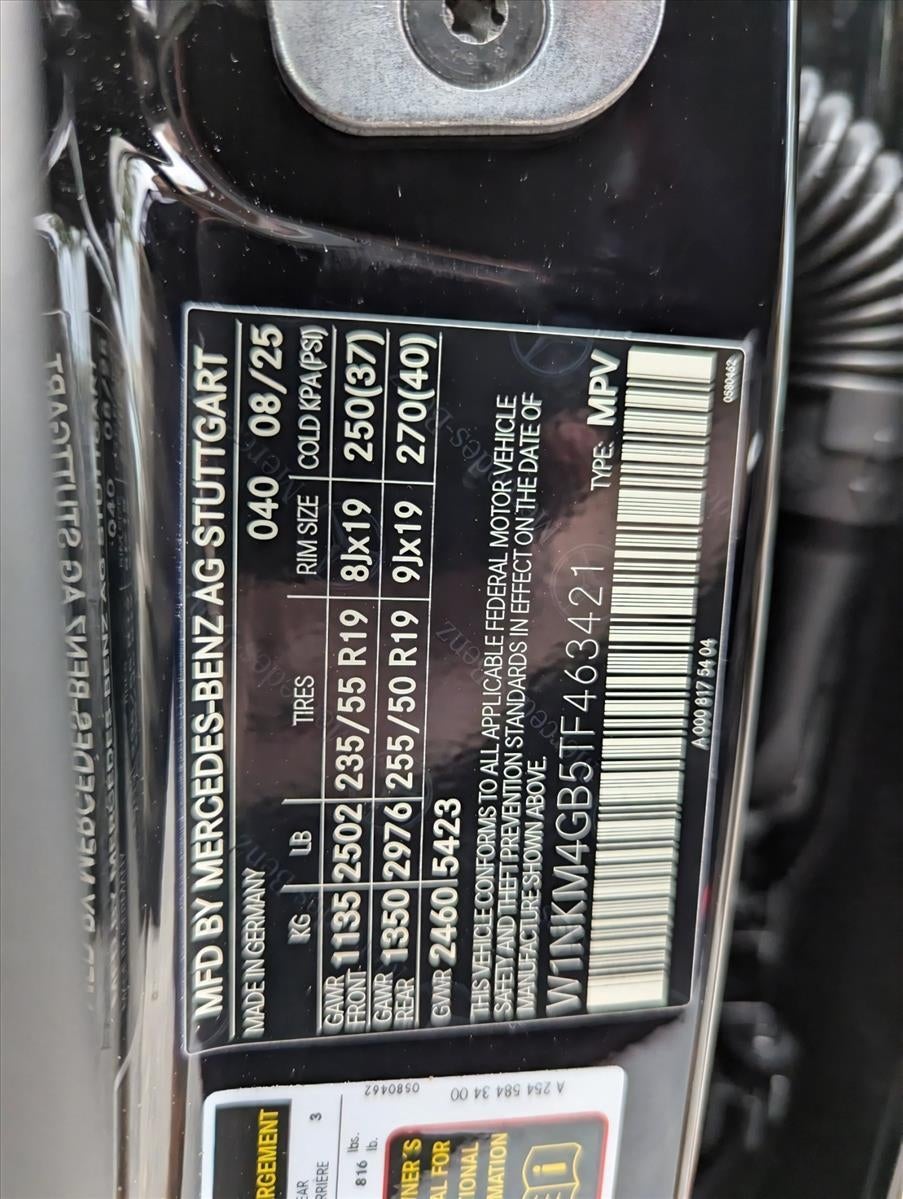 MFD BY MERCEDES-BENZ AG STUTTGART
MADE IN GERMANY 040 08/25
KG LB TIRES RIM SIZE COLD KPA(PSI)
GAWR FRONT 1135 2502 235/55 R19 8Jx19 250(37)
GAWR REAR 1350 2976 255/50 R19 9Jx19 270(40)
GVWR 2460 5423
THIS VEHICLE CONFORMS TO ALL APPLICABLE FEDERAL MOTOR VEHICLE
SAFETY AND THEFT PREVENTION STANDARDS IN EFFECT ON THE DATE OF
MANUFACTURE SHOWN ABOVE.
W1NKM4GB5TF463421 TYPE: MPV
A 000 817 54 04 0580462
0580462
A 254 584 34 00
3
816 lbs.
lb.